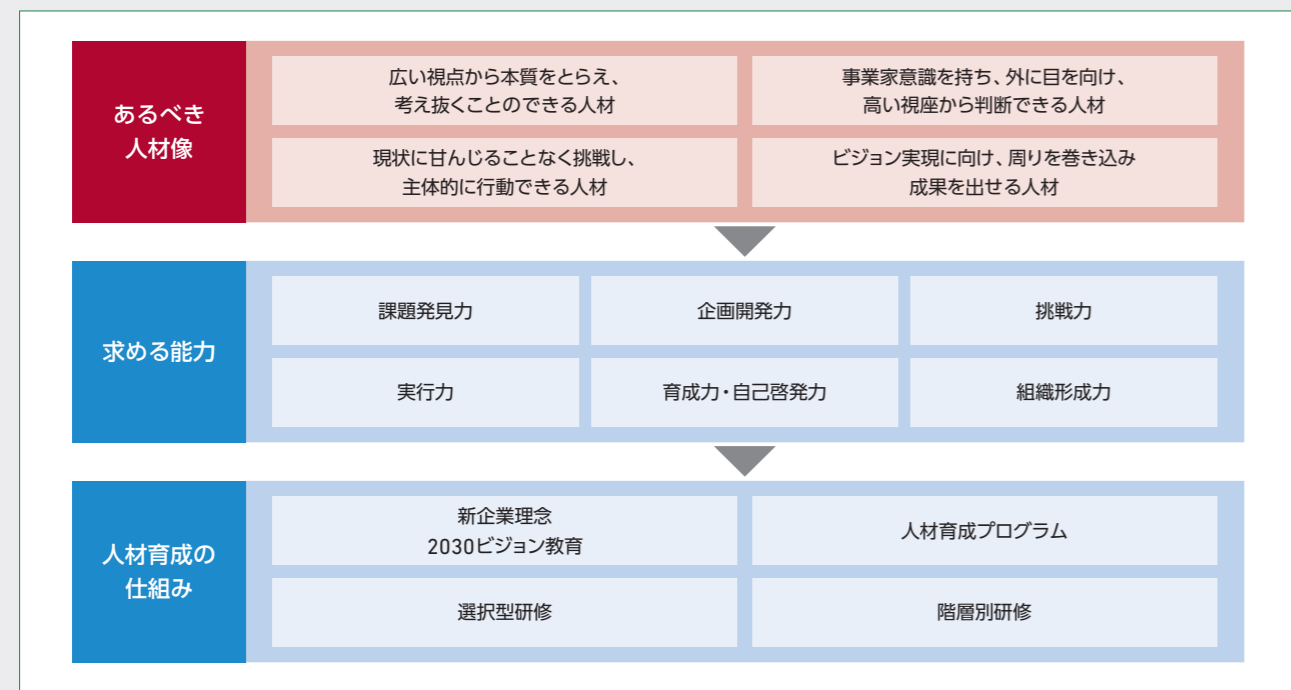 あるべき
人材像
広い視点から本質をとらえ、
考え抜くことのできる人材
事業家意識を持ち、外に目を向け、
高い視座から判断できる人材
現状に甘んじることなく挑戦し、
主体的に行動できる人材
ビジョン実現に向け、周りを巻き込み
成果を出せる人材
求める能力
課題発見力
企画開発力
挑戦力
実行力
育成力・自己啓発力
組織形成力
人材育成の
仕組み
新企業理念
2030ビジョン教育
人材育成プログラム
選択型研修
階層別研修